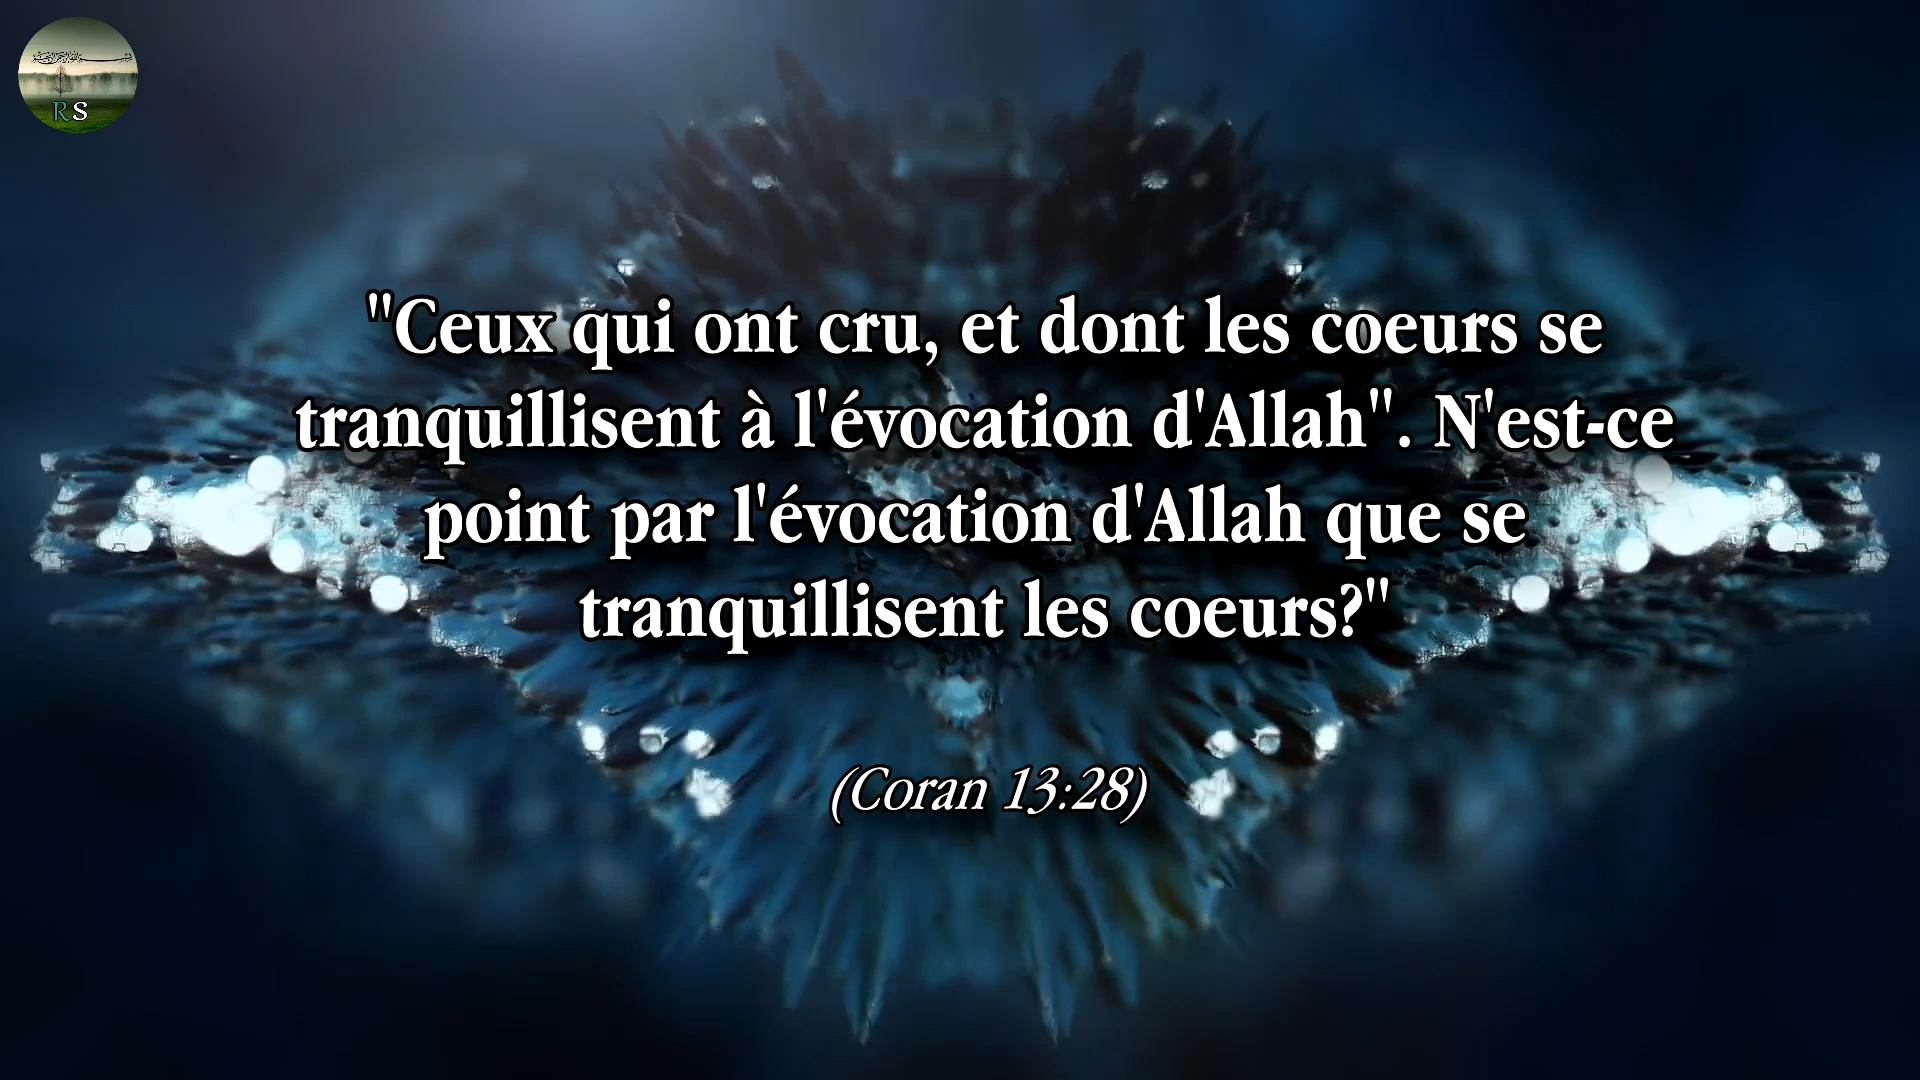 RS
"Ceux qui ont cru, et dont les coeurs se
tranquillisent à l'évocation d'Allah". N'est-ce
point par l'évocation d'Allah que se
tranquillisent les coeurs?"
(Coran 13:28)